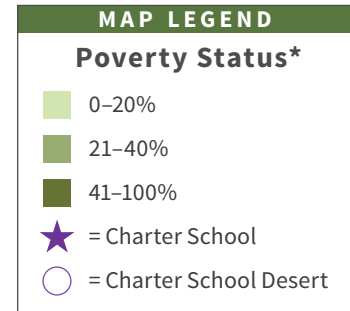 MAP LEGEND
Poverty Status*
0–20%
21–40%
41–100%
= Charter School
= Charter School Desert